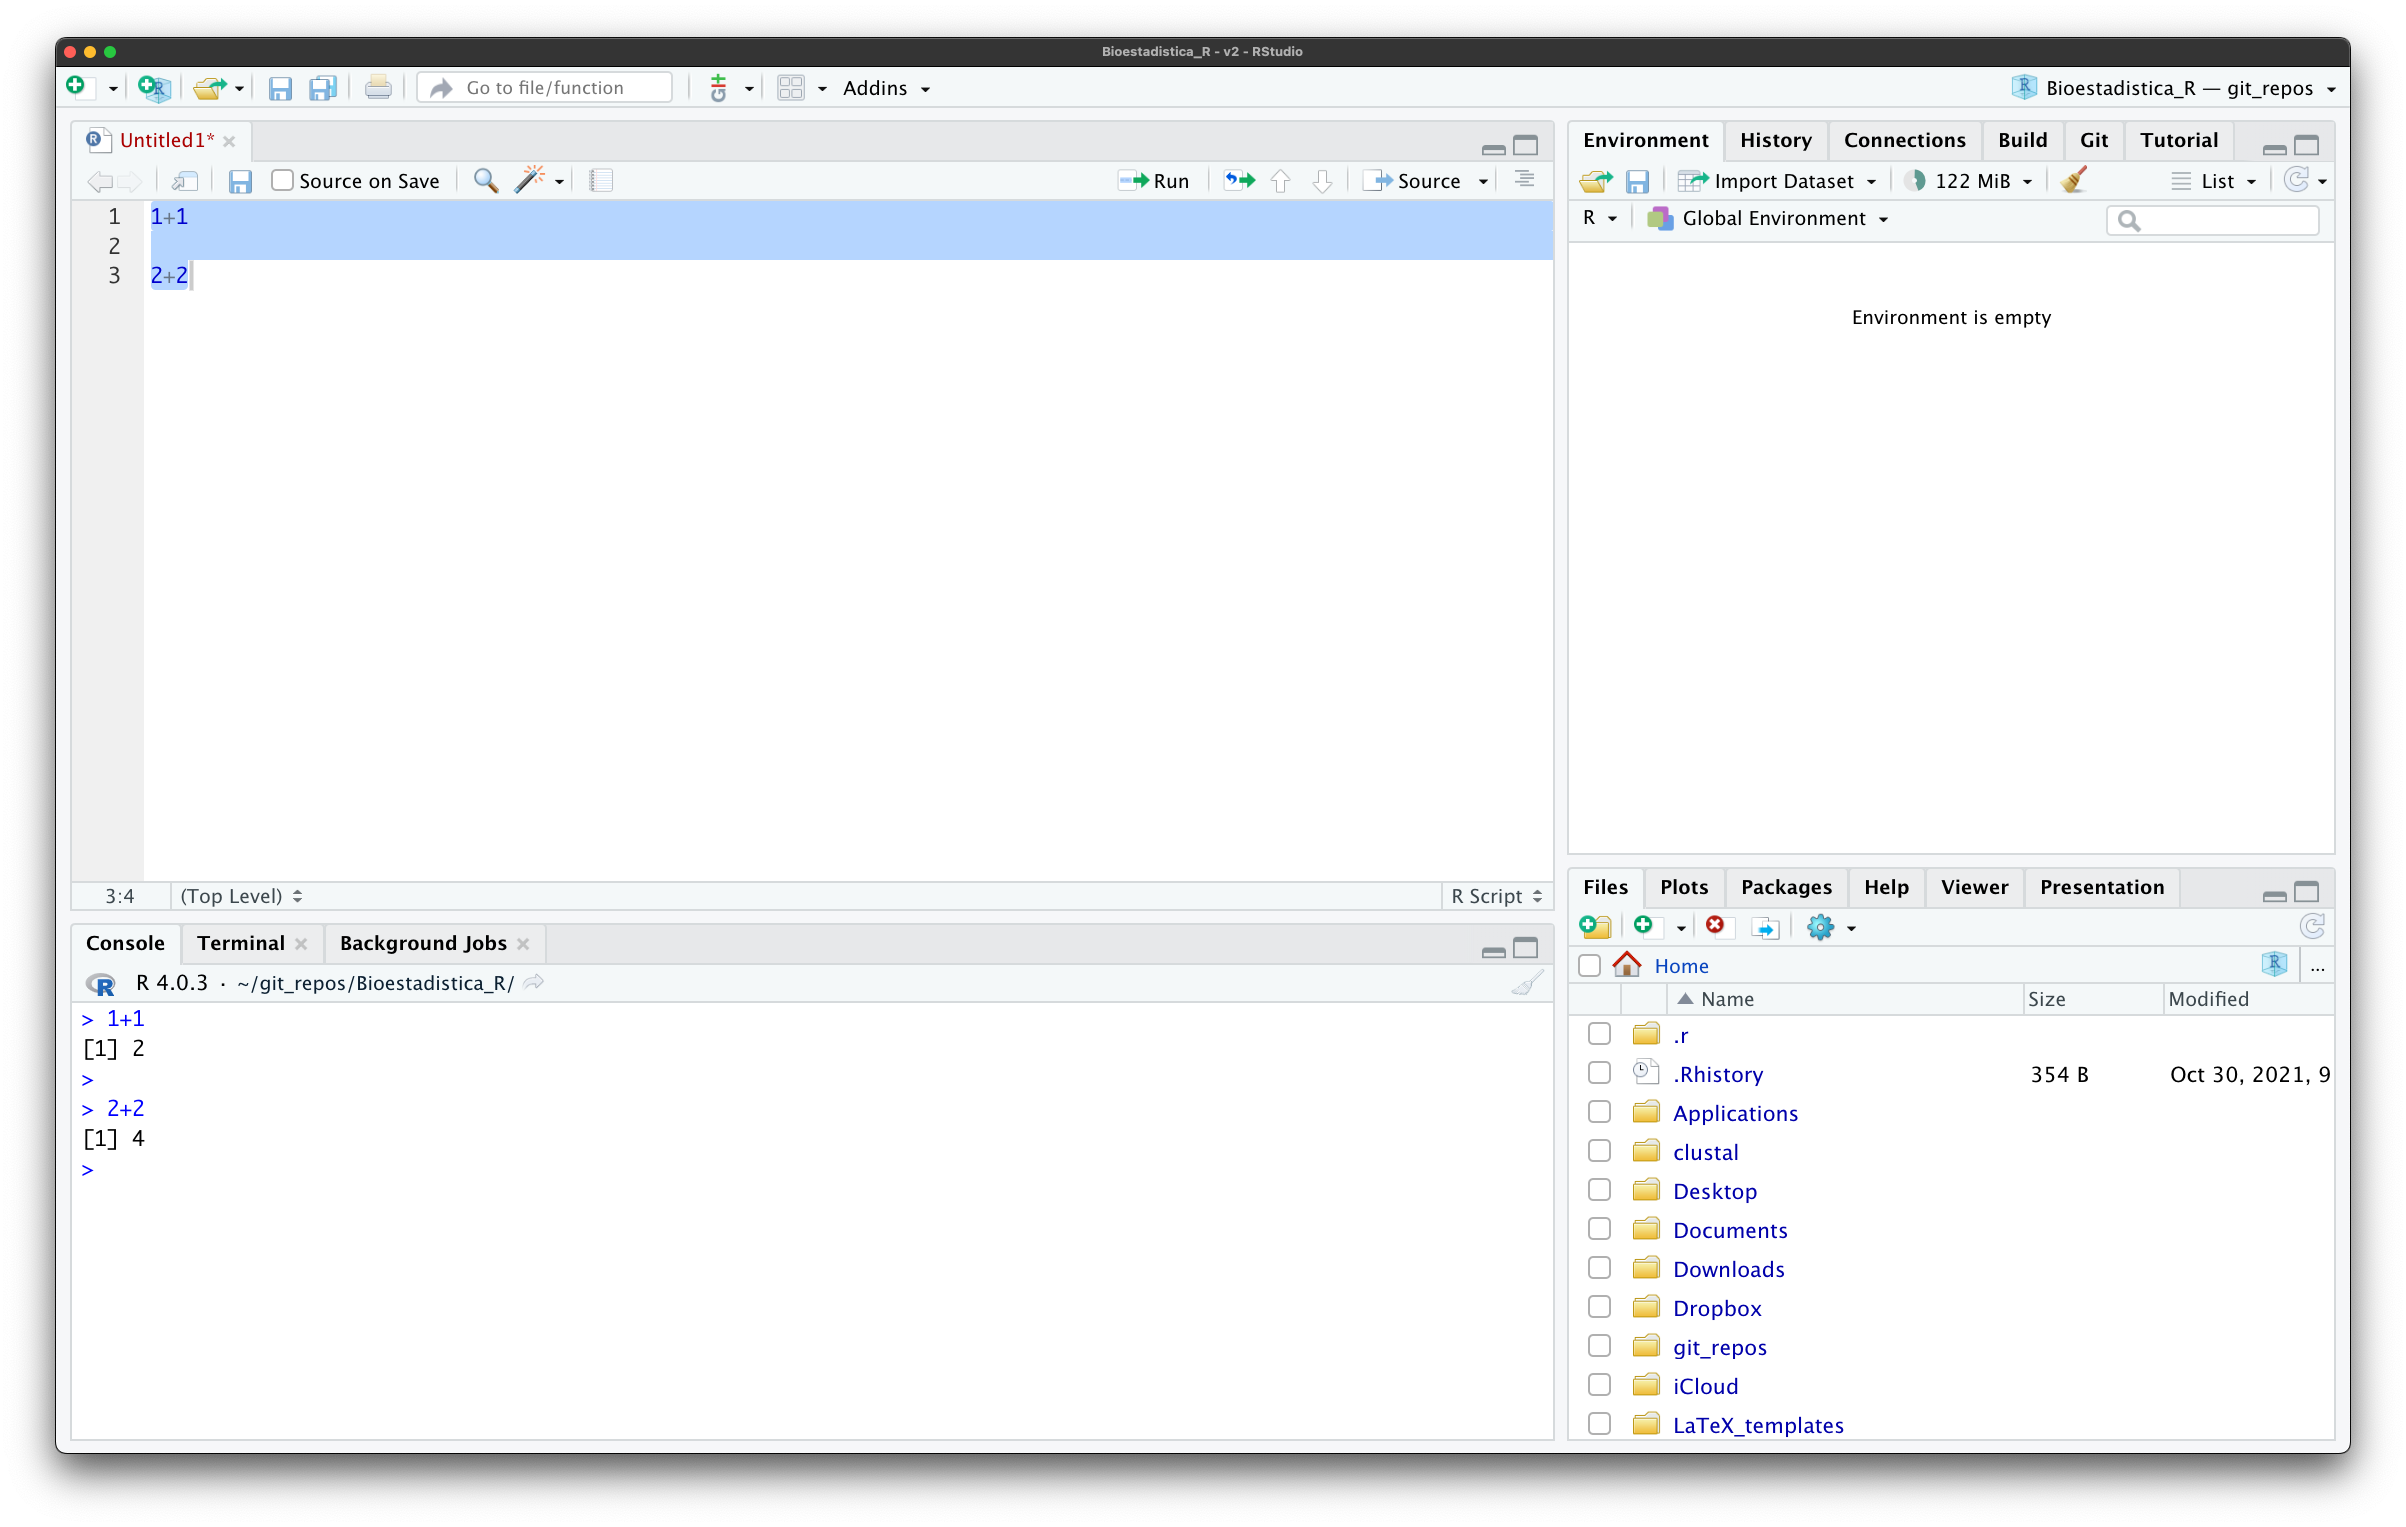 Bioestadistica_R - v2 - RStudio
Go to file/function
Addins
Bioestadistica_R — git_repos
Untitled1*
Source on Save
Run
Source
1 1+1
2
3 2+2
3:4 (Top Level) R Script
Console Terminal Background Jobs
R 4.0.3 · ~/git_repos/Bioestadistica_R/
> 1+1
[1] 2
>
> 2+2
[1] 4
>
Environment History Connections Build Git Tutorial
Import Dataset 122 MiB List
R Global Environment
Environment is empty
Files Plots Packages Help Viewer Presentation
Home ...
Name Size Modified
.r
.Rhistory 354 B Oct 30, 2021, 9
Applications
clustal
Desktop
Documents
Downloads
Dropbox
git_repos
iCloud
LaTeX_templates